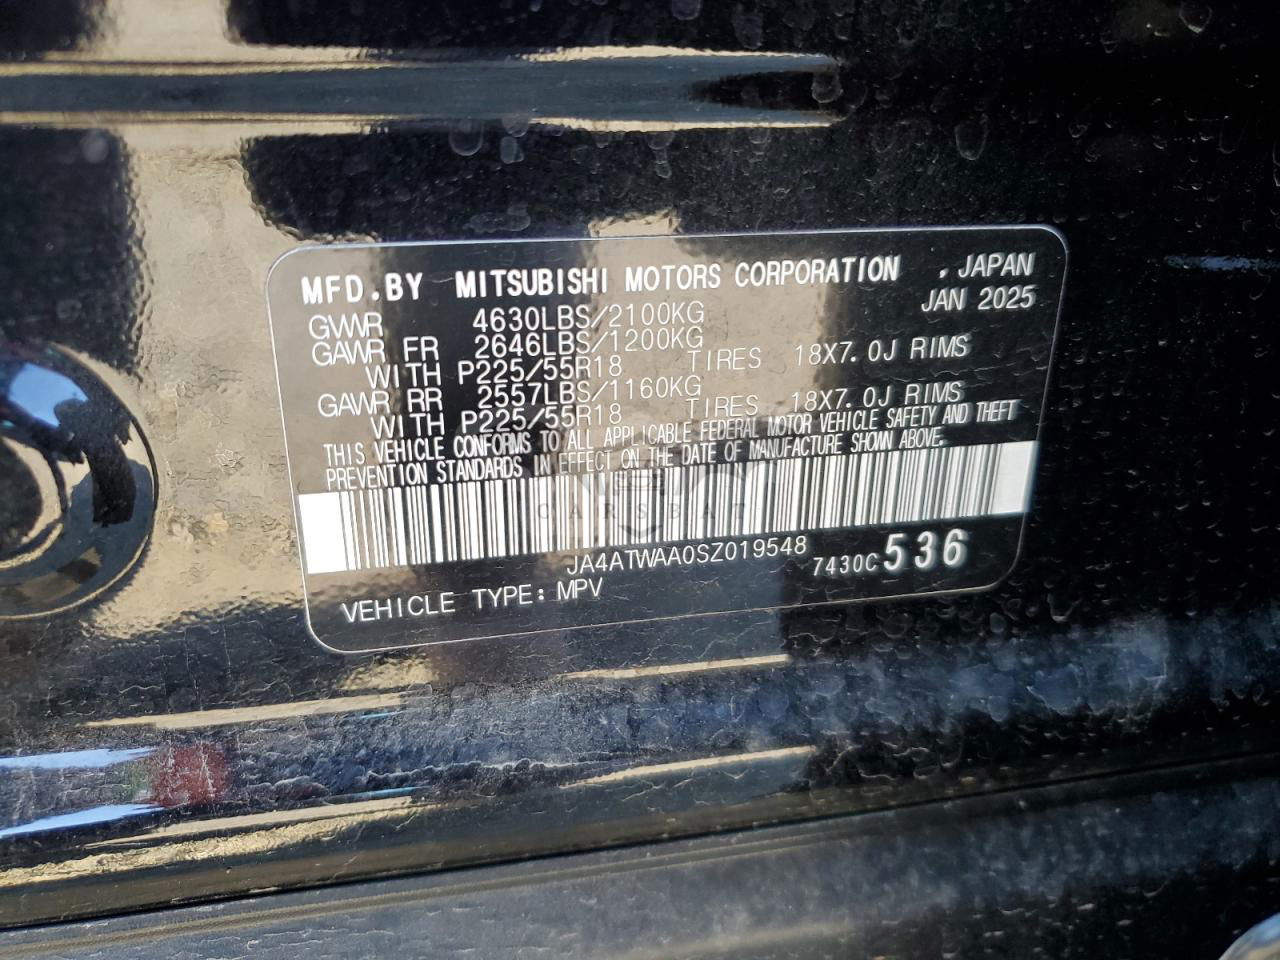 MFD.BY MITSUBISHI MOTORS CORPORATION , JAPAN
JAN 2025
GVWR 4630LBS/2100KG
GAWR FR 2646LBS/1200KG
WITH P225/55R18 TIRES 18X7.0J RIMS
GAWR RR 2557LBS/1160KG
WITH P225/55R18 TIRES 18X7.0J RIMS
THIS VEHICLE CONFORMS TO ALL APPLICABLE FEDERAL MOTOR VEHICLE SAFETY AND THEFT
PREVENTION STANDARDS IN EFFECT ON THE DATE OF MANUFACTURE SHOWN ABOVE.
CARSBAT
JA4ATWAA0SZ019548 7430C 536
VEHICLE TYPE: MPV